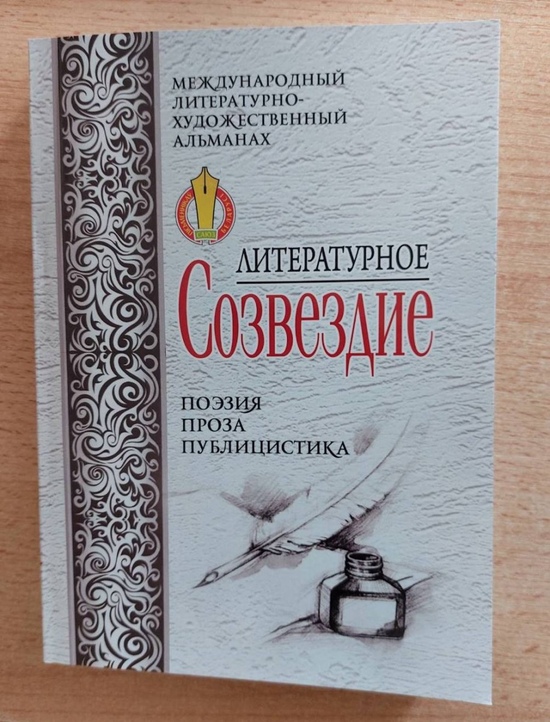 МЕЖДУНАРОДНЫЙ
ЛИТЕРАТУРНО-
ХУДОЖЕСТВЕННЫЙ
АЛЬМАНАХ
ЛИТЕРАТУРНОЕ
СОЗВЕЗДИЕ
ПОЭЗИЯ
ПРОЗА
ПУБЛИЦИСТИКА